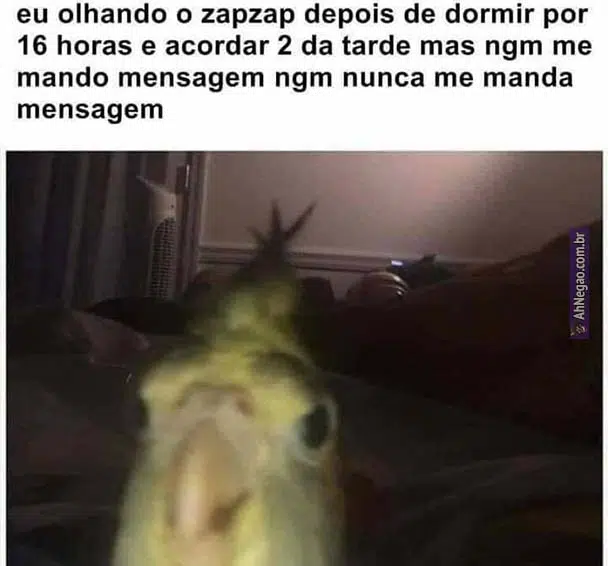 eu olhando o zapzap depois de dormir por
16 horas e acordar 2 da tarde mas ngm me
mando mensagem ngm nunca me manda
mensagem
AhNegao.com.br